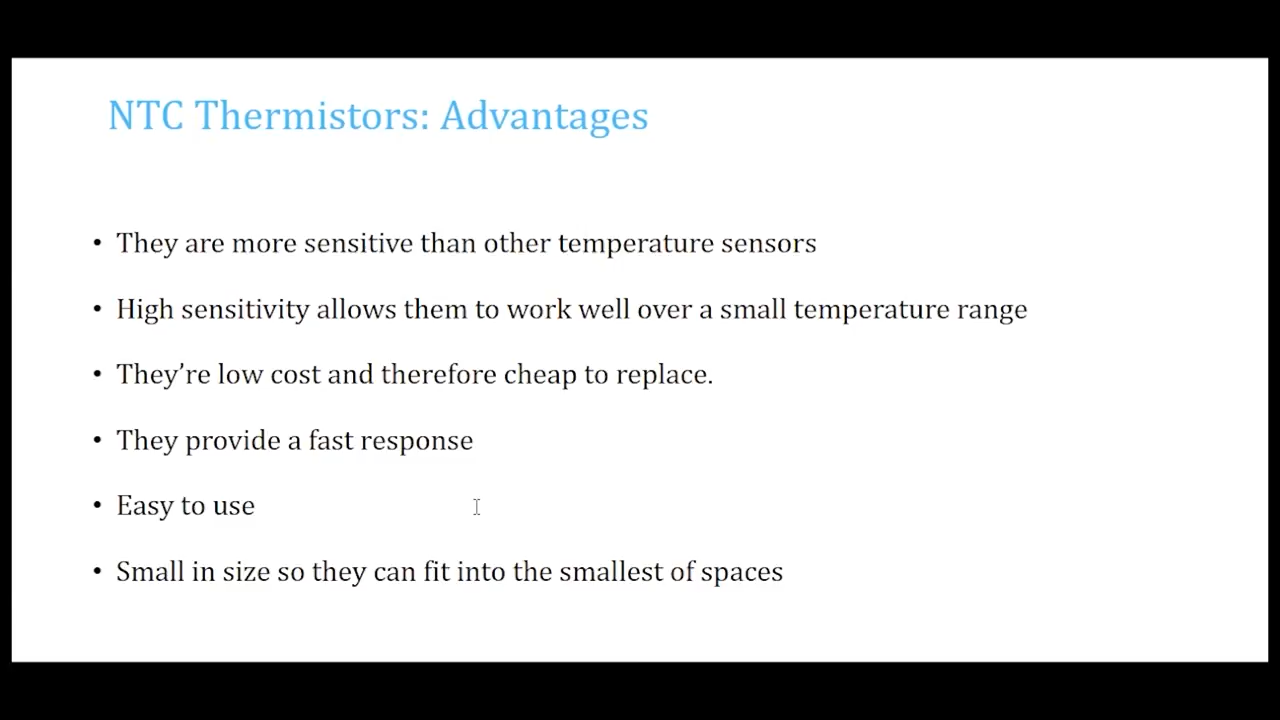 NTC Thermistors: Advantages
• They are more sensitive than other temperature sensors
• High sensitivity allows them to work well over a small temperature range
• They’re low cost and therefore cheap to replace.
• They provide a fast response
• Easy to use
• Small in size so they can fit into the smallest of spaces